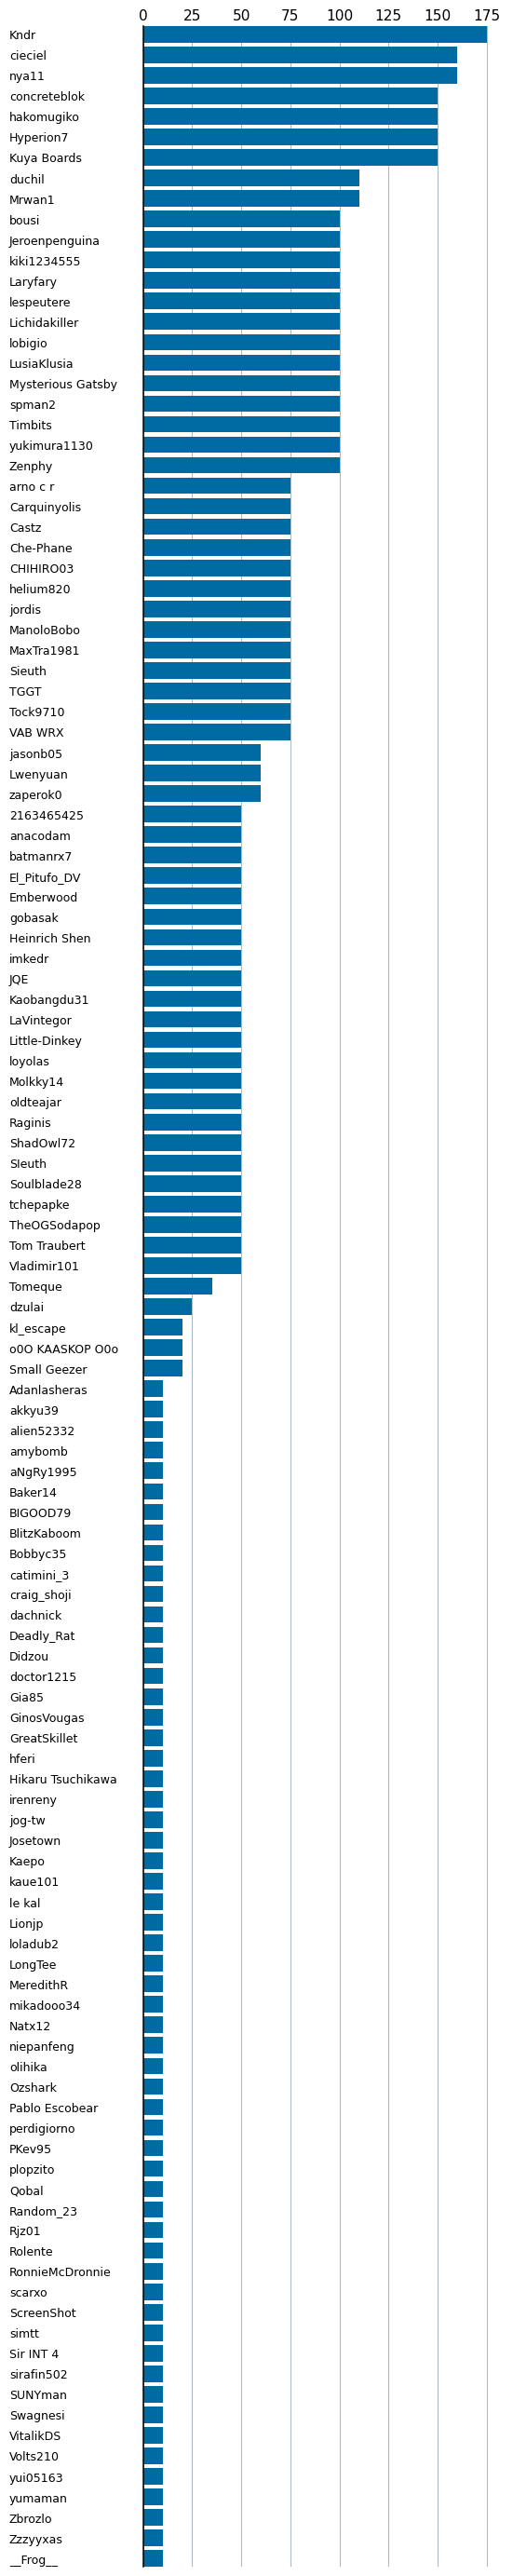 0 25 50 75 100 125 150 175
Kndr
cieciel
nya11
concreteblok
hakomugiko
Hyperion7
Kuya Boards
duchil
Mrwan1
bousi
Jeroenpenguina
kiki1234555
Laryfary
lespeutere
Lichidakiller
lobigio
LusiaKlusia
Mysterious Gatsby
spman2
Timbits
yukimura1130
Zenphy
arno c r
Carquinyolis
Castz
Che-Phane
CHIHIRO03
helium820
jordis
ManoloBobo
MaxTra1981
Sieuth
TGGT
Tock9710
VAB WRX
jasonb05
Lwenyuan
zaperok0
2163465425
anacodam
batmanrx7
El_Pitufo_DV
Emberwood
gobasak
Heinrich Shen
imkedr
JQE
Kaobangdu31
LaVintegor
Little-Dinkey
loyolas
Molkky14
oldteajar
Raginis
ShadOwl72
SIeuth
Soulblade28
tchepapke
TheOGSodapop
Tom Traubert
Vladimir101
Tomeque
dzulai
kl_escape
o0O KAASKOP O0o
Small Geezer
Adanlasheras
akkyu39
alien52332
amybomb
aNgRy1995
Baker14
BIGOOD79
BlitzKaboom
Bobbyc35
catimini_3
craig_shoji
dachnick
Deadly_Rat
Didzou
doctor1215
Gia85
GinosVougas
GreatSkillet
hferi
Hikaru Tsuchikawa
irenreny
jog-tw
Josetown
Kaepo
kaue101
le kal
Lionjp
loladub2
LongTee
MeredithR
mikadooo34
Natx12
niepanfeng
olihika
Ozshark
Pablo Escobear
perdigiorno
PKev95
plopzito
Qobal
Random_23
Rjz01
Rolente
RonnieMcDronnie
scarxo
ScreenShot
simtt
Sir INT 4
sirafin502
SUNYman
Swagnesi
VitalikDS
Volts210
yui05163
yumaman
Zbrozlo
Zzzyyxas
__Frog__